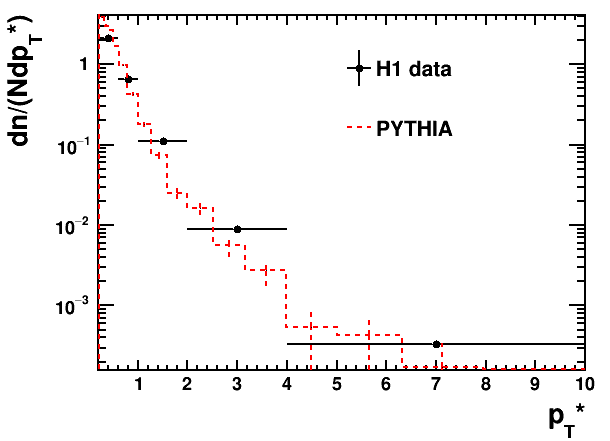 dn/(Ndp_T*)
1
10⁻¹
10⁻²
10⁻³
H1 data
PYTHIA
1 2 3 4 5 6 7 8 9 10
p_T*